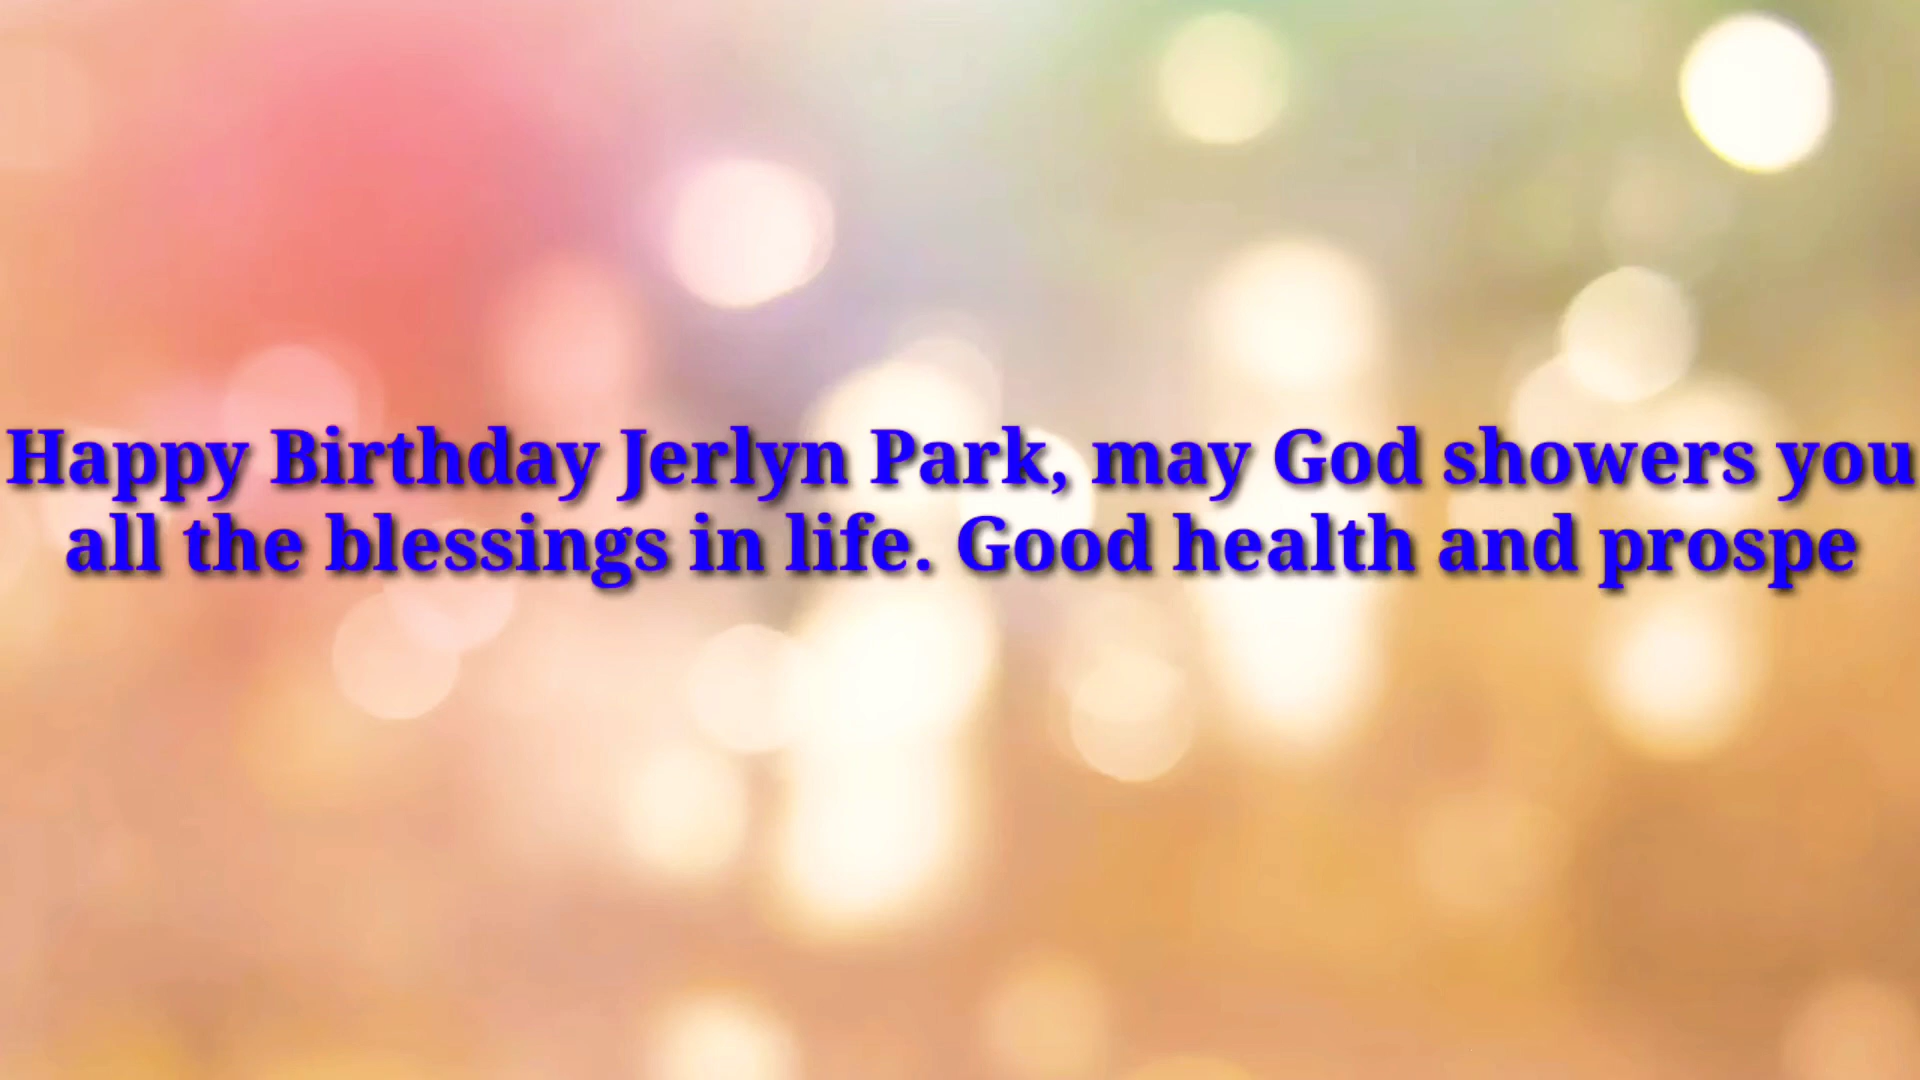 Happy Birthday Jerlyn Park, may God showers you
all the blessings in life. Good health and prospe